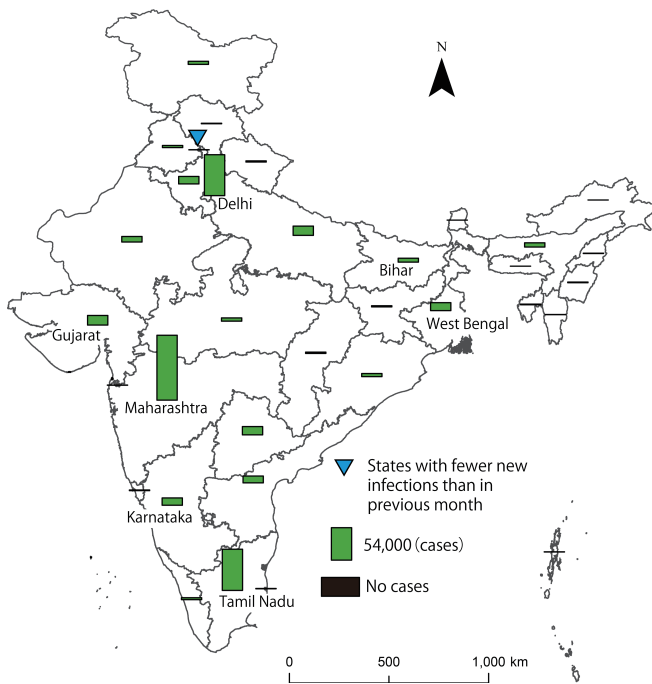 N
Delhi
Bihar
Gujarat
West Bengal
Maharashtra
States with fewer new
infections than in
previous month
Karnataka
54,000 (cases)
No cases
Tamil Nadu
0 500 1,000 km